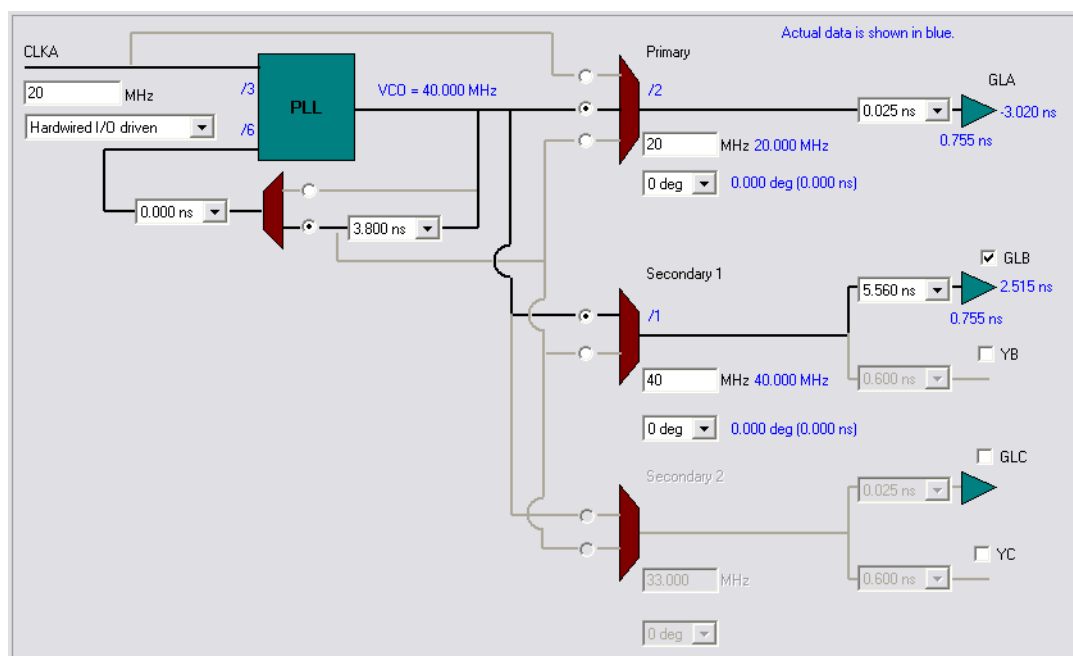 Actual data is shown in blue.
CLKA
Primary
20 MHz
/3
PLL
VCO = 40.000 MHz
/2
0.025 ns
GLA
-3.020 ns
Hardwired I/O driven
/6
20 MHz 20.000 MHz
0.755 ns
0 deg 0.000 deg (0.000 ns)
0.000 ns
3.800 ns
Secondary 1
GLB
5.560 ns
2.515 ns
/1
0.755 ns
YB
40 MHz 40.000 MHz
0.600 ns
0 deg 0.000 deg (0.000 ns)
GLC
Secondary 2
0.025 ns
YC
33.000 MHz
0.600 ns
0 deg